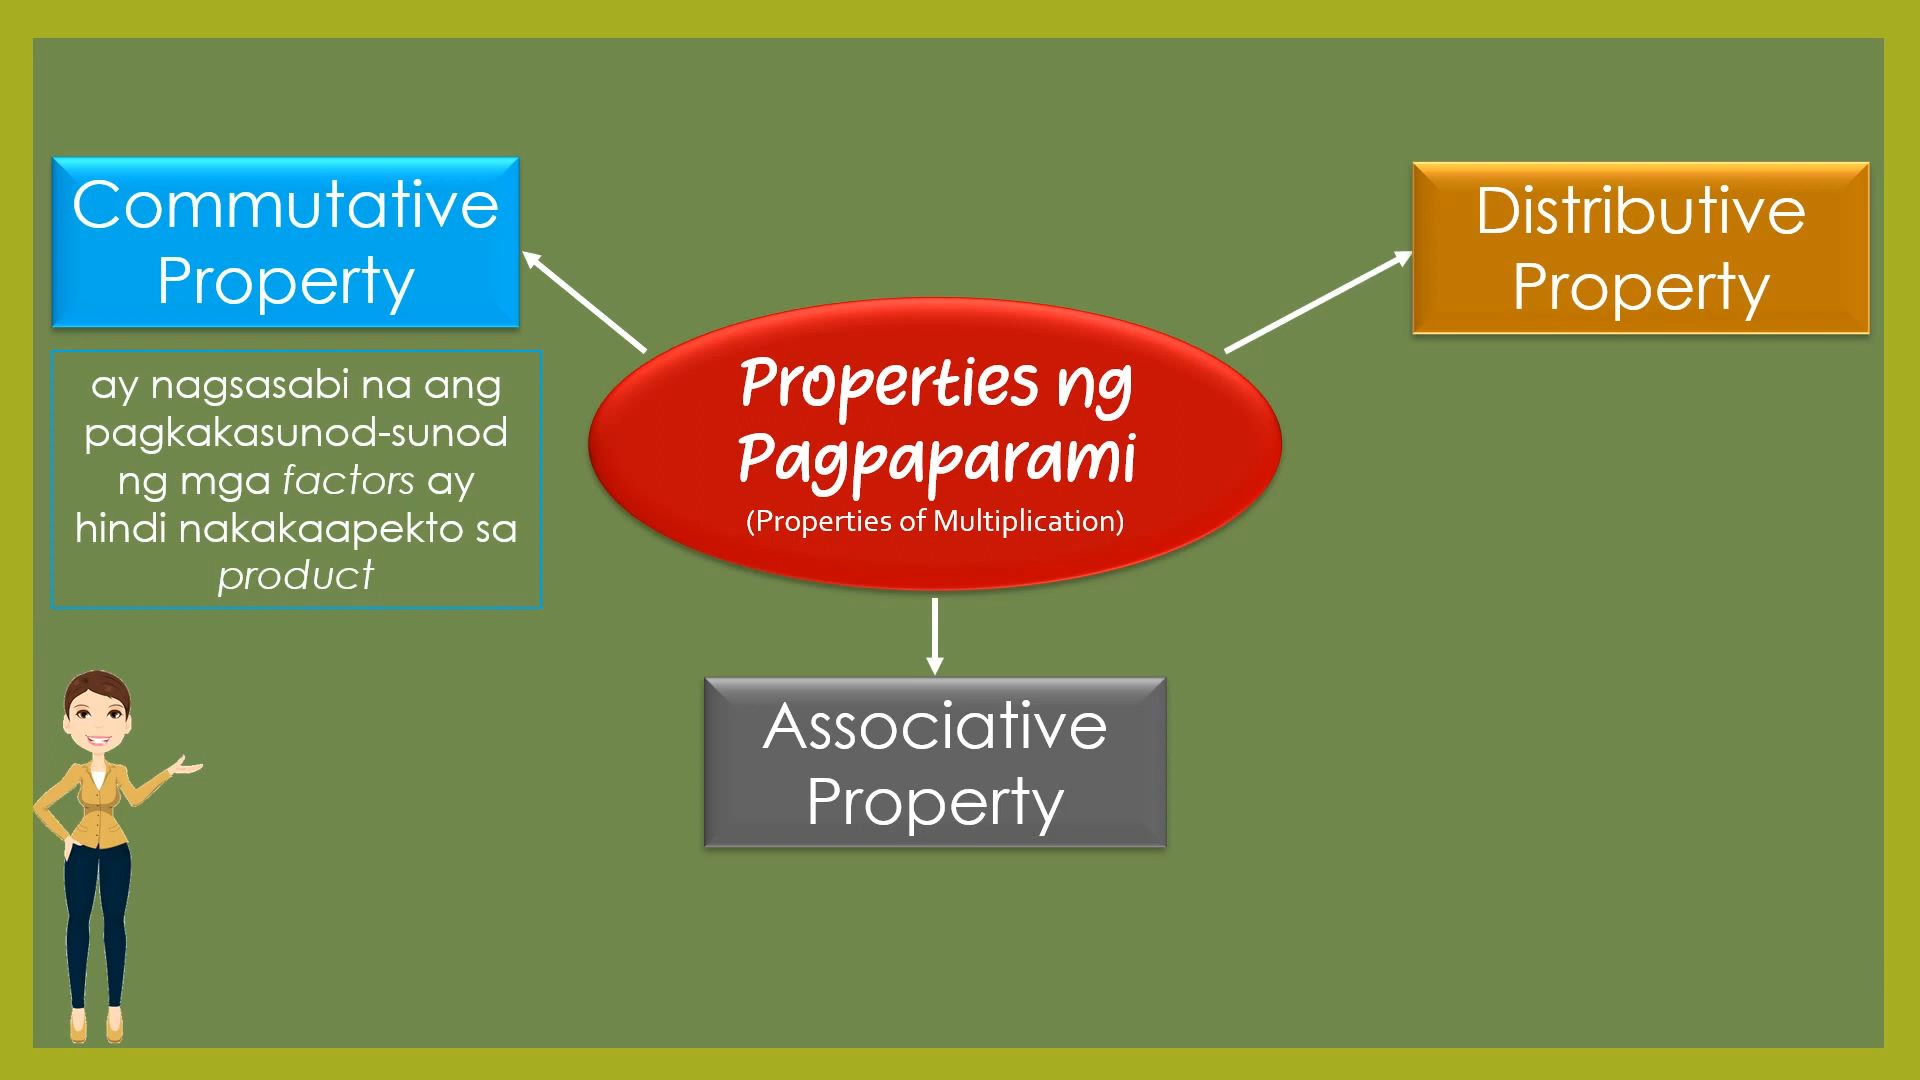 Commutative
Property
ay nagsasabi na ang
pagkakasunod-sunod
ng mga factors ay
hindi nakakaapekto sa
product
Properties ng
Pagpaparami
(Properties of Multiplication)
Distributive
Property
Associative
Property